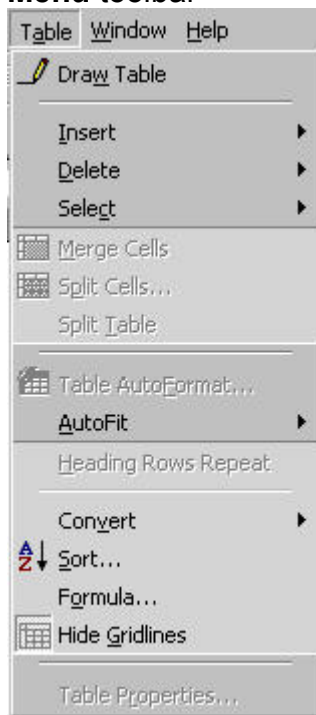 Menu toolbar
Table Window Help
Draw Table
Insert
Delete
Select
Merge Cells
Split Cells...
Split Table
Table AutoFormat...
AutoFit
Heading Rows Repeat
Convert
A
Z
Sort...
Formula...
Hide Gridlines
Table Properties...